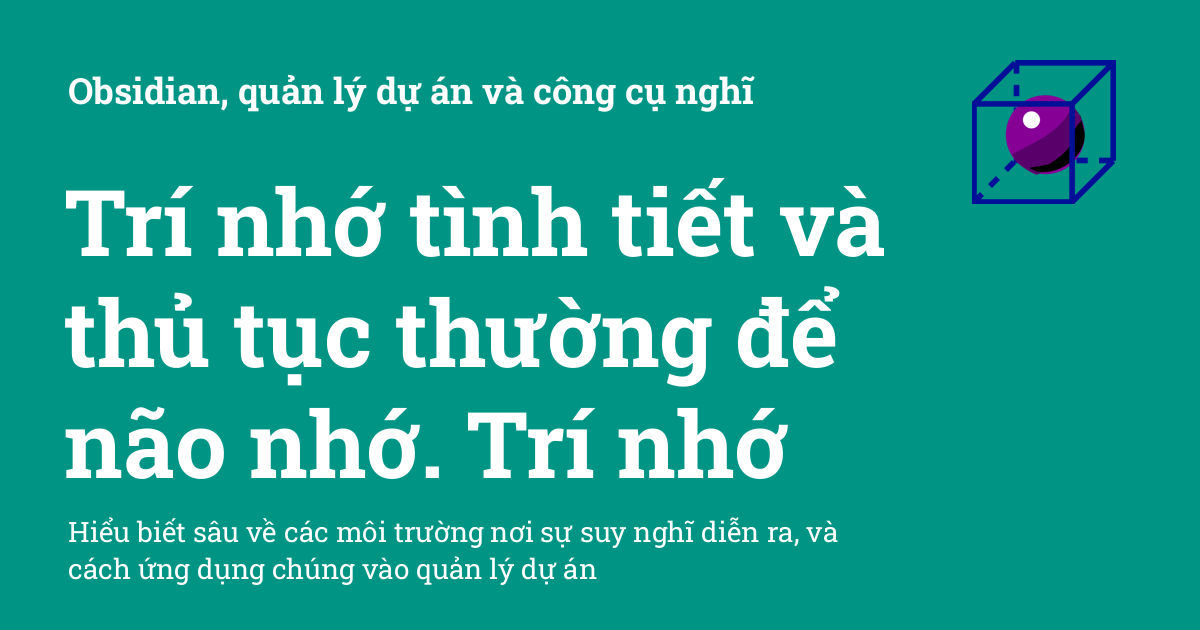 Obsidian, quản lý dự án và công cụ nghĩ
Trí nhớ tình tiết và
thủ tục thường để
não nhớ. Trí nhớ
Hiểu biết sâu về các môi trường nơi sự suy nghĩ diễn ra, và
cách ứng dụng chúng vào quản lý dự án